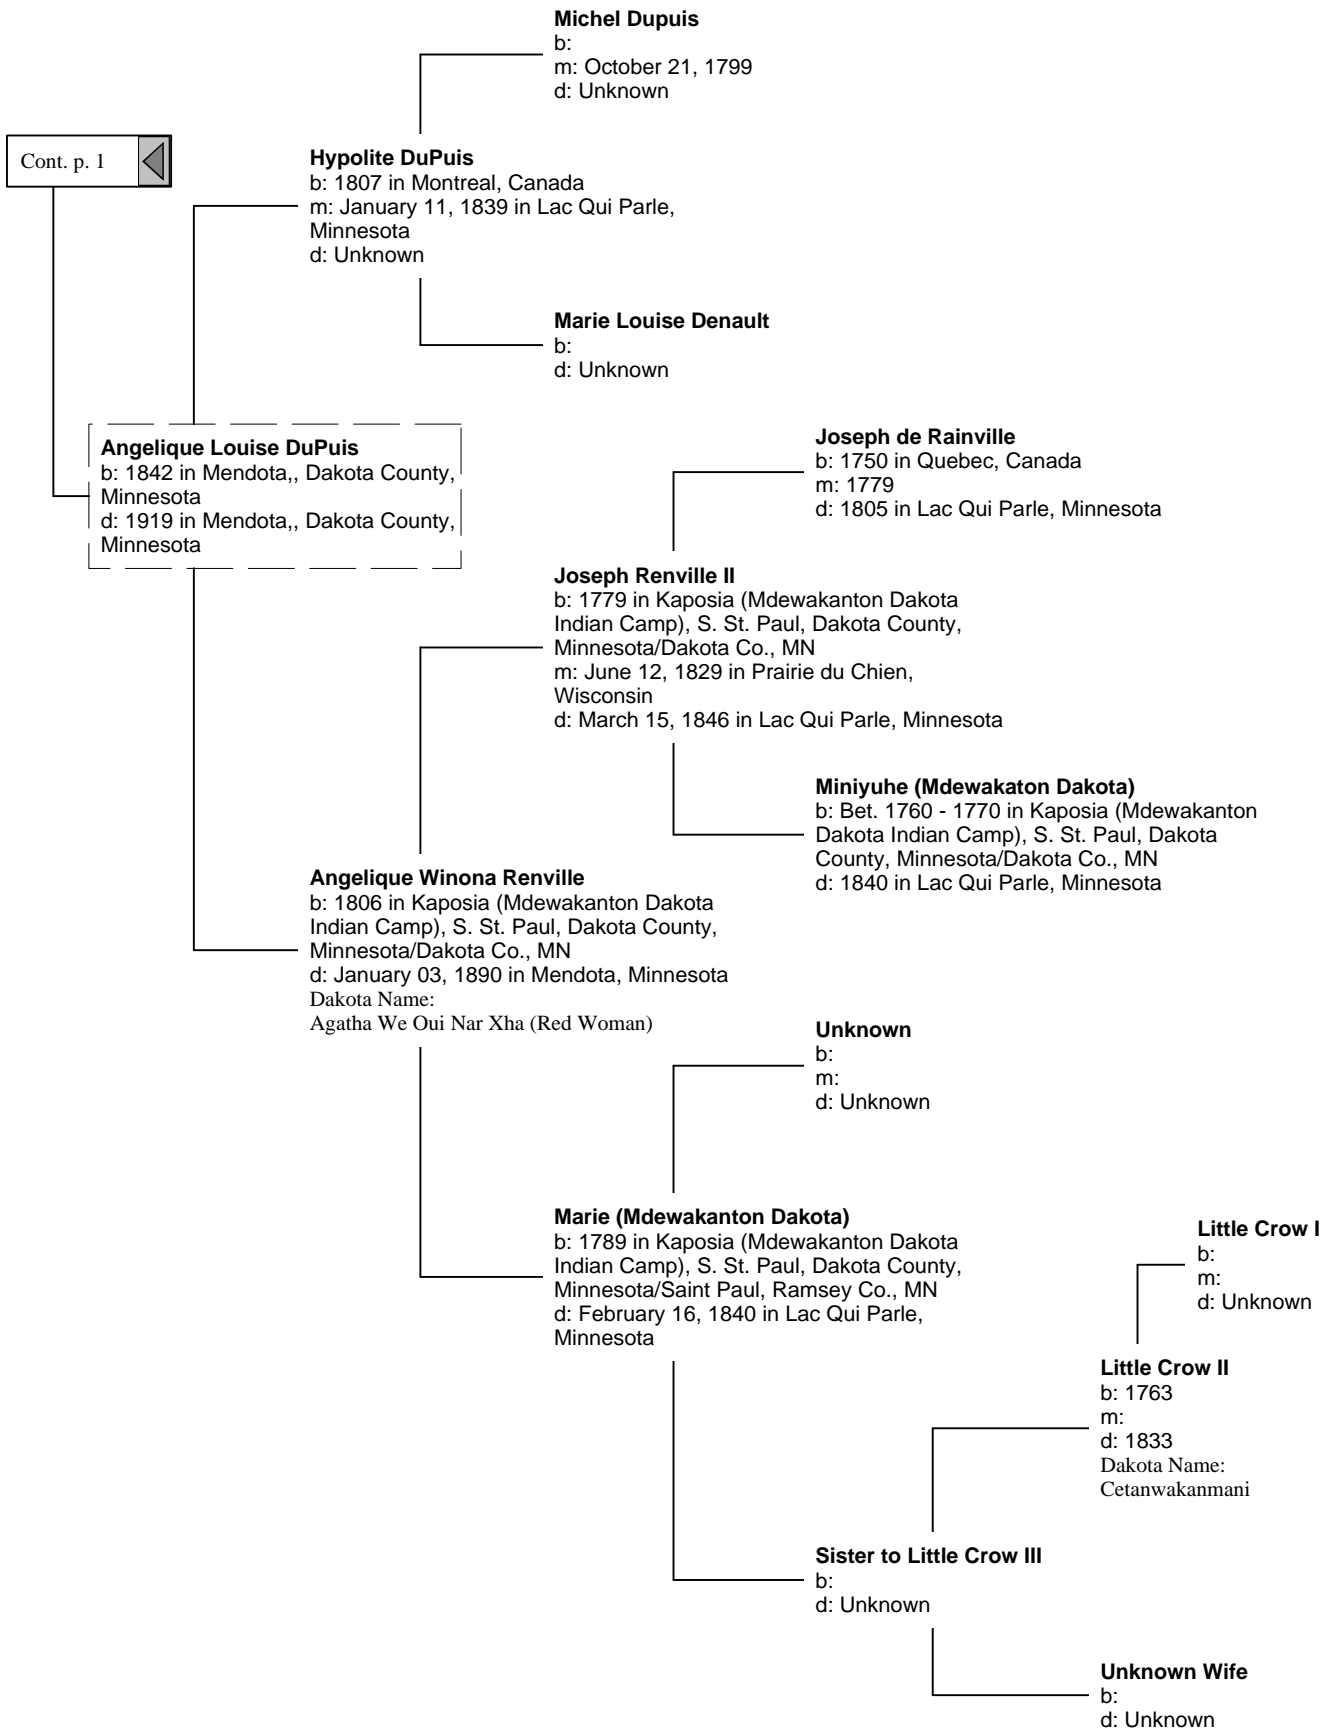 Michel Dupuis
b:
m: October 21, 1799
d: Unknown
Cont. p. 1
Hypolite DuPuis
b: 1807 in Montreal, Canada
m: January 11, 1839 in Lac Qui Parle,
Minnesota
d: Unknown
Marie Louise Denault
b:
d: Unknown
Angelique Louise DuPuis
b: 1842 in Mendota,, Dakota County,
Minnesota
d: 1919 in Mendota,, Dakota County,
Minnesota
Joseph de Rainville
b: 1750 in Quebec, Canada
m: 1779
d: 1805 in Lac Qui Parle, Minnesota
Joseph Renville II
b: 1779 in Kaposia (Mdewakanton Dakota
Indian Camp), S. St. Paul, Dakota County,
Minnesota/Dakota Co., MN
m: June 12, 1829 in Prairie du Chien,
Wisconsin
d: March 15, 1846 in Lac Qui Parle, Minnesota
Miniyuhe (Mdewakaton Dakota)
b: Bet. 1760 - 1770 in Kaposia (Mdewakanton
Dakota Indian Camp), S. St. Paul, Dakota
County, Minnesota/Dakota Co., MN
d: 1840 in Lac Qui Parle, Minnesota
Angelique Winona Renville
b: 1806 in Kaposia (Mdewakanton Dakota
Indian Camp), S. St. Paul, Dakota County,
Minnesota/Dakota Co., MN
d: January 03, 1890 in Mendota, Minnesota
Dakota Name:
Agatha We Oui Nar Xha (Red Woman)
Unknown
b:
m:
d: Unknown
Marie (Mdewakanton Dakota)
b: 1789 in Kaposia (Mdewakanton Dakota
Indian Camp), S. St. Paul, Dakota County,
Minnesota/Saint Paul, Ramsey Co., MN
d: February 16, 1840 in Lac Qui Parle,
Minnesota
Little Crow I
b:
m:
d: Unknown
Little Crow II
b: 1763
m:
d: 1833
Dakota Name:
Cetanwakanmani
Sister to Little Crow III
b:
d: Unknown
Unknown Wife
b:
d: Unknown